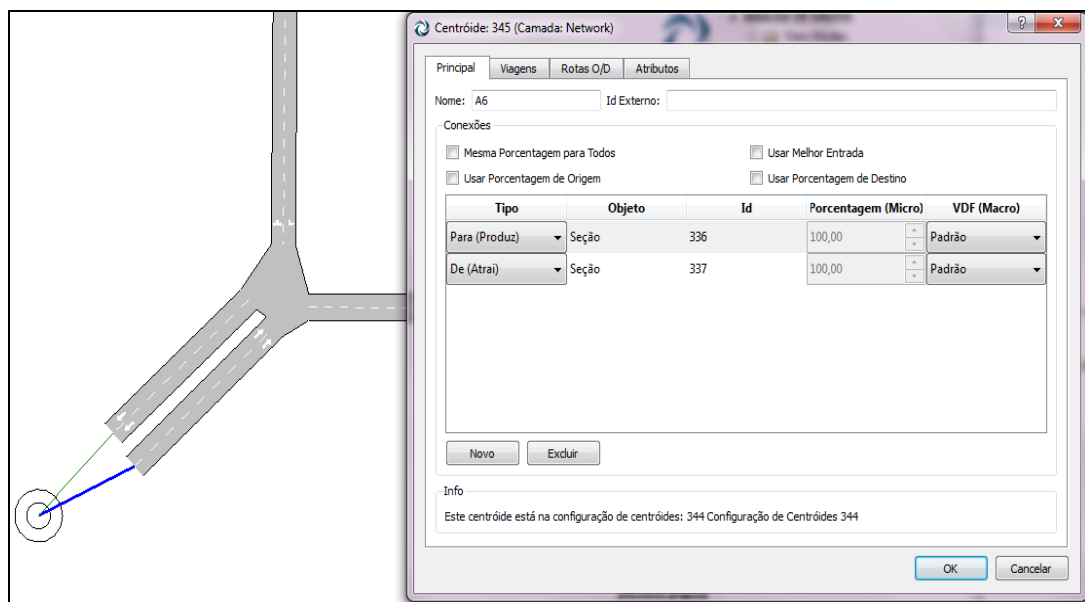 Centróide: 345 (Camada: Network)
Principal Viagens Rotas O/D Atributos
Nome: A6 Id Externo:
Conexões
Mesma Porcentagem para Todos Usar Melhor Entrada
Usar Porcentagem de Origem Usar Porcentagem de Destino
Tipo Objeto Id Porcentagem (Micro) VDF (Macro)
Para (Produz) Seção 336 100,00 Padrão
De (Atrai) Seção 337 100,00 Padrão
Novo Excluir
Info
Este centróide está na configuração de centróides: 344 Configuração de Centróides 344
OK Cancelar